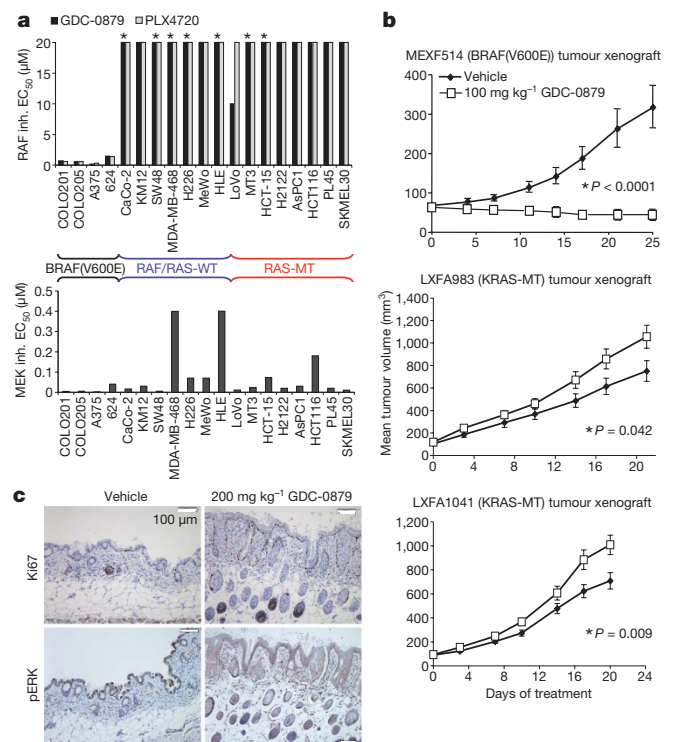 a
GDC-0879 PLX4720
* * * * * * *
RAF inh. EC50 (μM)
20
15
10
5
0
COLO201
COLO205
A375
624
CaCo-2
KM12
SW48
MDA-MB-468
H226
MeWo
HLE
LoVo
MT3
HCT-15
H2122
AsPC1
HCT116
PL45
SKMEL30
BRAF(V600E) RAF/RAS-WT RAS-MT
MEK inh. EC50 (μM)
0.5
0.4
0.3
0.2
0.1
0
COLO201
COLO205
A375
624
CaCo-2
KM12
SW48
MDA-MB-468
H226
MeWo
HLE
LoVo
MT3
HCT-15
H2122
AsPC1
HCT116
PL45
SKMEL30
b
MEXF514 (BRAF(V600E)) tumour xenograft
Vehicle
100 mg kg–1 GDC-0879
400
300
200
100
0
*P < 0.0001
0 5 10 15 20 25
LXFA983 (KRAS-MT) tumour xenograft
Mean tumour volume (mm3)
1,400
1,200
1,000
800
600
400
200
0
*P = 0.042
0 4 8 12 16 20
LXFA1041 (KRAS-MT) tumour xenograft
1,200
1,000
800
600
400
200
0
*P = 0.009
0 4 8 12 16 20 24
Days of treatment
c
Vehicle 200 mg kg–1 GDC-0879
100 μm
Ki67
pERK